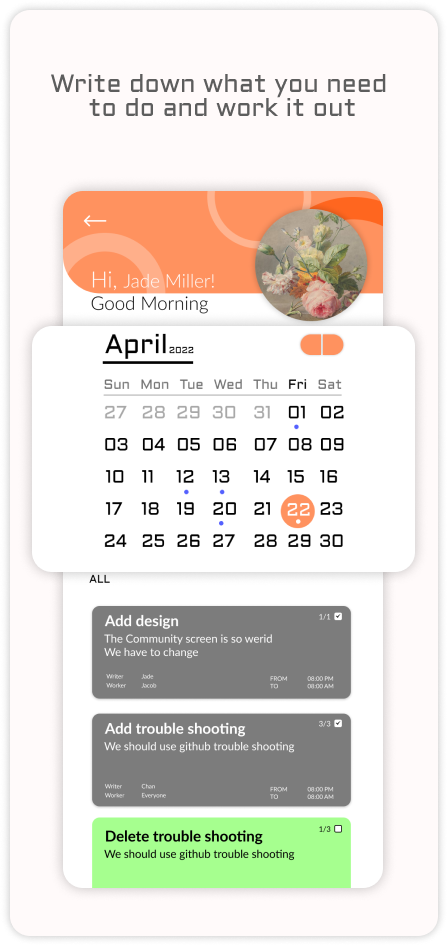 Write down what you need
to do and work it out
Hi, Jade Miller!
Good Morning
April 2022
Sun Mon Tue Wed Thu Fri Sat
27 28 29 30 31 01 02
03 04 05 06 07 08 09
10 11 12 13 14 15 16
17 18 19 20 21 22 23
24 25 26 27 28 29 30
ALL
Add design 1/1
The Community screen is so werid
We have to change
Writer Jade FROM 08:00 PM
Worker Jacob TO 08:00 AM
Add trouble shooting 3/3
We should use github trouble shooting
Writer Chan FROM 08:00 PM
Worker Everyone TO 08:00 AM
Delete trouble shooting 1/3
We should use github trouble shooting